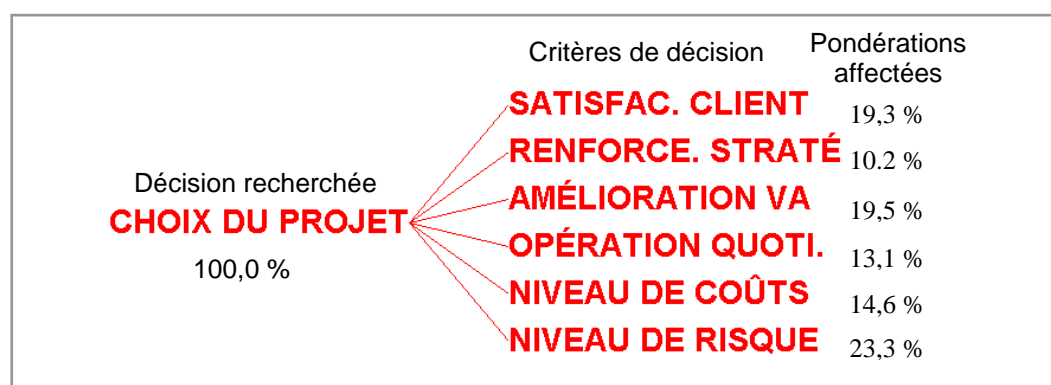 Critères de décision
Pondérations
affectées
SATISFAC. CLIENT 19,3 %
RENFORCE. STRATÉ 10.2 %
Décision recherchée
AMÉLIORATION VA 19,5 %
CHOIX DU PROJET
OPÉRATION QUOTI. 13,1 %
100,0 %
NIVEAU DE COÛTS 14,6 %
NIVEAU DE RISQUE 23,3 %